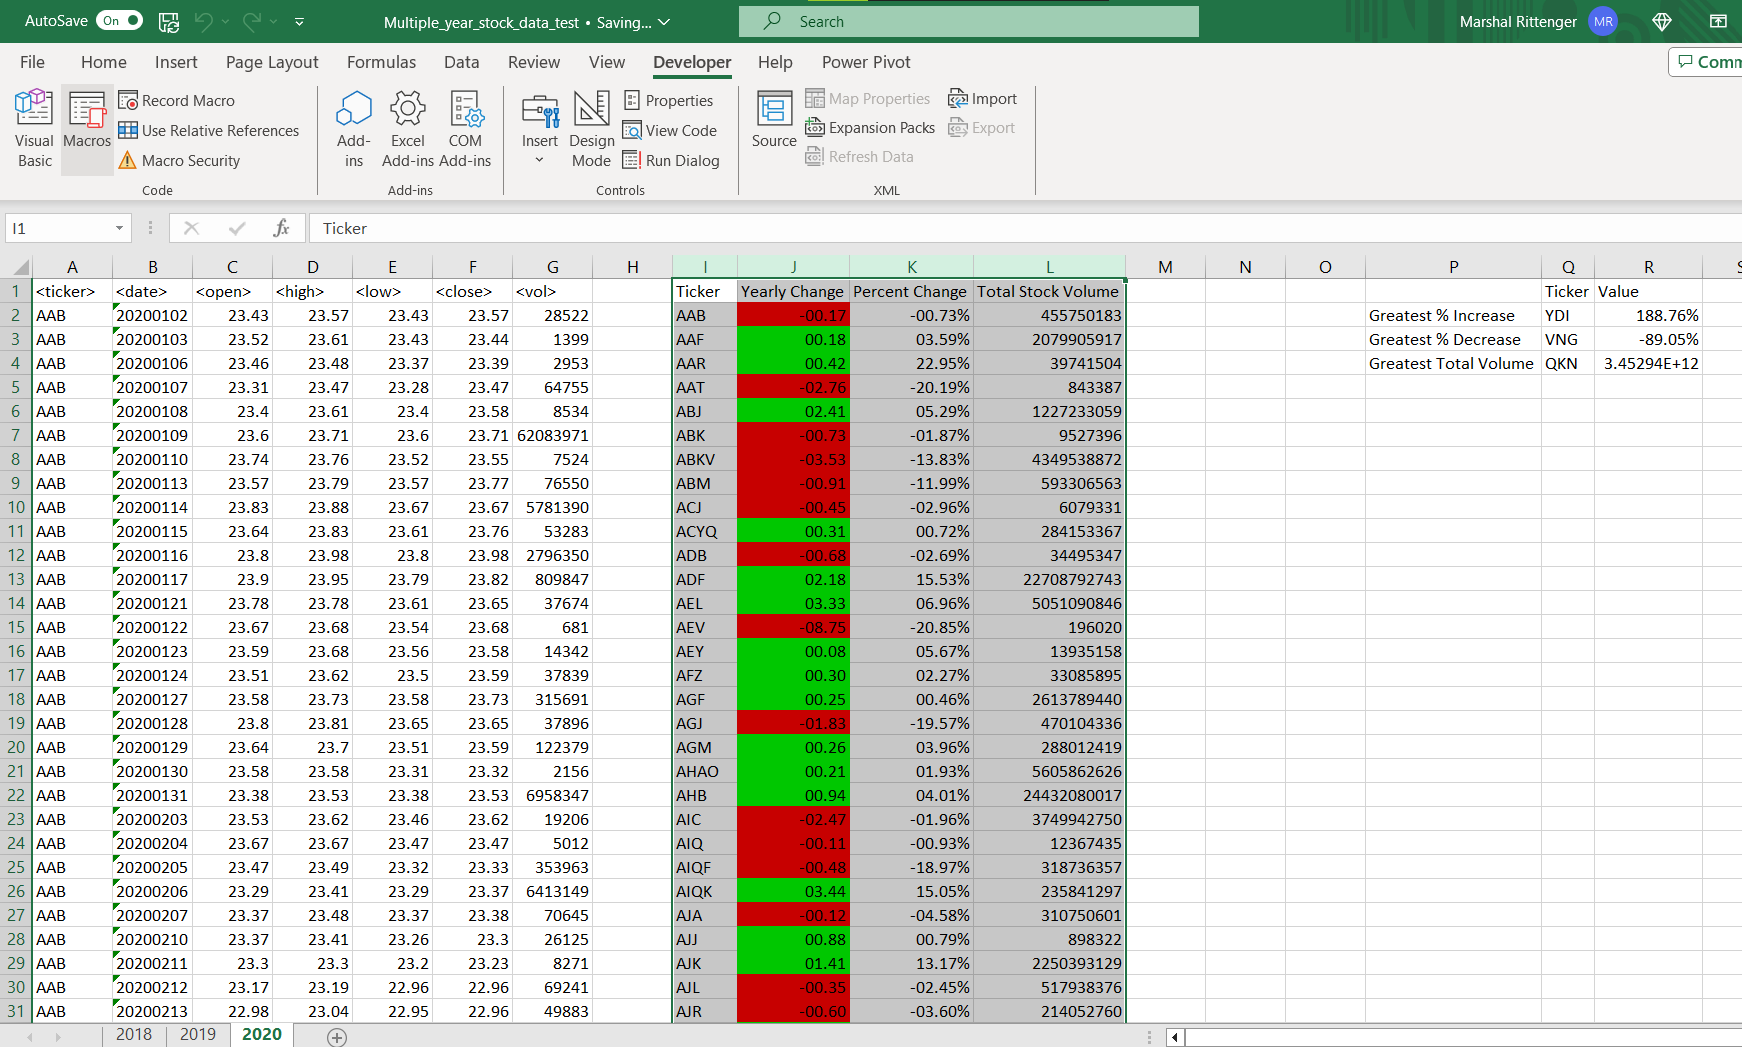 AutoSave On Multiple_year_stock_data_test • Saving... Search Marshal Rittenger MR
File Home Insert Page Layout Formulas Data Review View Developer Help Power Pivot Comm
Visual Basic
Macros
Record Macro
Use Relative References
Macro Security
Code
Add-ins
Excel Add-ins
COM Add-ins
Add-ins
Insert
Design Mode
Properties
View Code
Run Dialog
Controls
Source
Map Properties
Expansion Packs
Refresh Data
Import
Export
XML
I1 fx Ticker
A B C D E F G H I J K L M N O P Q R S
1 <ticker> <date> <open> <high> <low> <close> <vol> Ticker Yearly Change Percent Change Total Stock Volume Ticker Value
2 AAB 20200102 23.43 23.57 23.43 23.57 28522 AAB -00.17 -00.73% 455750183 Greatest % Increase YDI 188.76%
3 AAB 20200103 23.52 23.61 23.43 23.44 1399 AAF 00.18 03.59% 2079905917 Greatest % Decrease VNG -89.05%
4 AAB 20200106 23.46 23.48 23.37 23.39 2953 AAR 00.42 22.95% 39741504 Greatest Total Volume QKN 3.45294E+12
5 AAB 20200107 23.31 23.47 23.28 23.47 64755 AAT -02.76 -20.19% 843387
6 AAB 20200108 23.4 23.61 23.4 23.58 8534 ABJ 02.41 05.29% 1227233059
7 AAB 20200109 23.6 23.71 23.6 23.71 62083971 ABK -00.73 -01.87% 9527396
8 AAB 20200110 23.74 23.76 23.52 23.55 7524 ABKV -03.53 -13.83% 4349538872
9 AAB 20200113 23.57 23.79 23.57 23.77 76550 ABM -00.91 -11.99% 593306563
10 AAB 20200114 23.83 23.88 23.67 23.67 5781390 ACJ -00.45 -02.96% 6079331
11 AAB 20200115 23.64 23.83 23.61 23.76 53283 ACYQ 00.31 00.72% 284153367
12 AAB 20200116 23.8 23.98 23.8 23.98 2796350 ADB -00.68 -02.69% 34495347
13 AAB 20200117 23.9 23.95 23.79 23.82 809847 ADF 02.18 15.53% 22708792743
14 AAB 20200121 23.78 23.78 23.61 23.65 37674 AEL 03.33 06.96% 5051090846
15 AAB 20200122 23.67 23.68 23.54 23.68 681 AEV -08.75 -20.85% 196020
16 AAB 20200123 23.59 23.68 23.56 23.58 14342 AEY 00.08 05.67% 13935158
17 AAB 20200124 23.51 23.62 23.5 23.59 37839 AFZ 00.30 02.27% 33085895
18 AAB 20200127 23.58 23.73 23.58 23.73 315691 AGF 00.25 00.46% 2613789440
19 AAB 20200128 23.8 23.81 23.65 23.65 37896 AGJ -01.83 -19.57% 470104336
20 AAB 20200129 23.64 23.7 23.51 23.59 122379 AGM 00.26 03.96% 288012419
21 AAB 20200130 23.58 23.58 23.31 23.32 2156 AHAO 00.21 01.93% 5605862626
22 AAB 20200131 23.38 23.53 23.38 23.53 6958347 AHB 00.94 04.01% 24432080017
23 AAB 20200203 23.53 23.62 23.46 23.62 19206 AIC -02.47 -01.96% 3749942750
24 AAB 20200204 23.67 23.67 23.47 23.47 5012 AIQ -00.11 -00.93% 12367435
25 AAB 20200205 23.47 23.49 23.32 23.33 353963 AIQF -00.48 -18.97% 318736357
26 AAB 20200206 23.29 23.41 23.29 23.37 6413149 AIQK 03.44 15.05% 235841297
27 AAB 20200207 23.37 23.48 23.37 23.38 70645 AJA -00.12 -04.58% 310750601
28 AAB 20200210 23.37 23.41 23.26 23.3 26125 AJJ 00.88 00.79% 898322
29 AAB 20200211 23.3 23.3 23.2 23.23 8271 AJK 01.41 13.17% 2250393129
30 AAB 20200212 23.17 23.19 22.96 22.96 69241 AJL -00.35 -02.45% 517938376
31 AAB 20200213 22.98 23.04 22.95 22.96 49883 AJR -00.60 -03.60% 214052760
2018 2019 2020